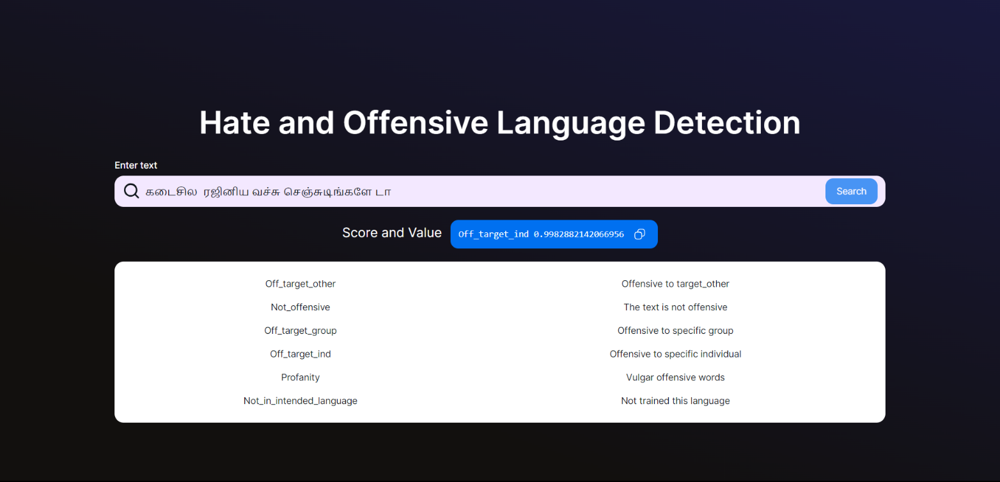 Hate and Offensive Language Detection
Enter text
கடைசில ரஜினிய வச்சு செஞ்சுடிங்களே டா
Search
Score and Value Off_target_ind 0.9982882142066956
Off_target_other Offensive to target_other
Not_offensive The text is not offensive
Off_target_group Offensive to specific group
Off_target_ind Offensive to specific individual
Profanity Vulgar offensive words
Not_in_intended_language Not trained this language